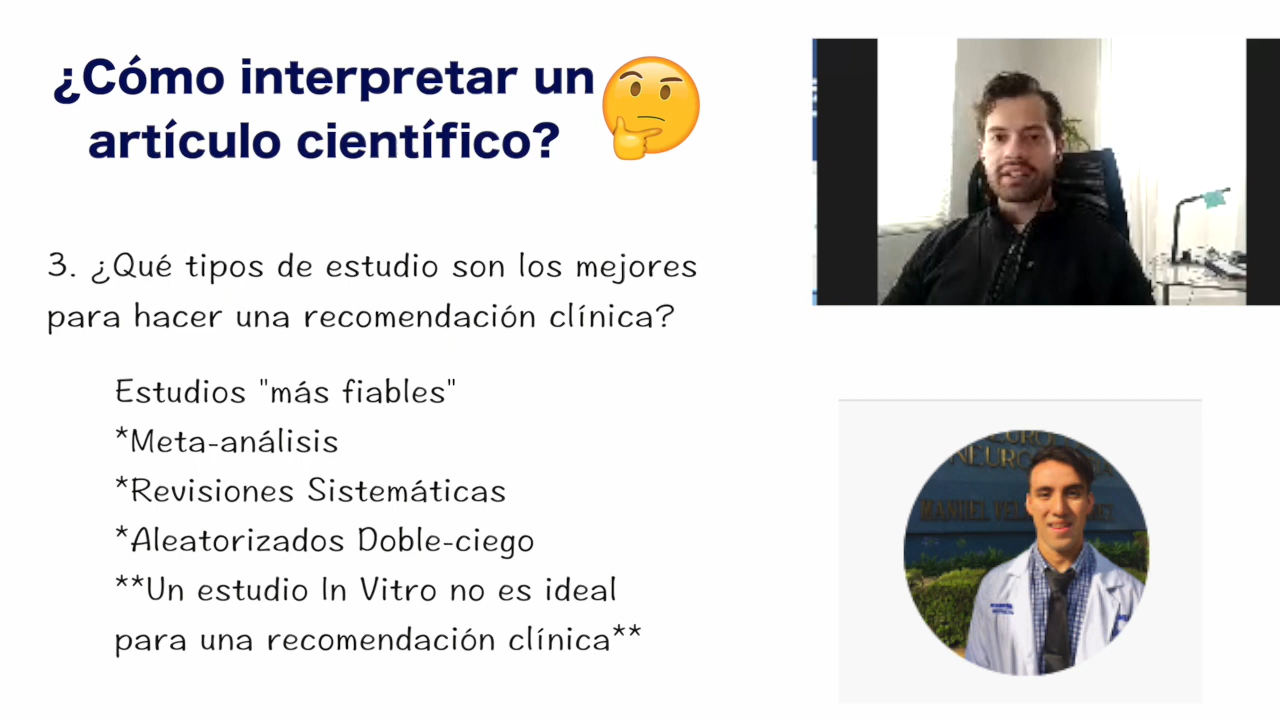 ¿Cómo interpretar un
artículo científico?
3. ¿Qué tipos de estudio son los mejores
para hacer una recomendación clínica?
Estudios "más fiables"
*Meta-análisis
*Revisiones Sistemáticas
*Aleatorizados Doble-ciego
**Un estudio In Vitro no es ideal
para una recomendación clínica**
MANUEL